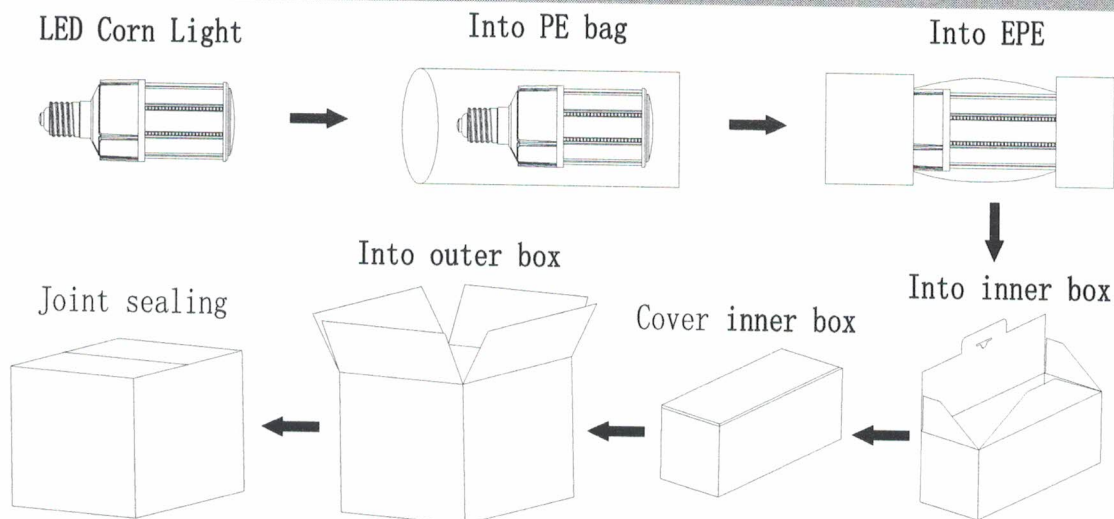 LED Corn Light
Into PE bag
Into EPE
Into inner box
Cover inner box
Into outer box
Joint sealing